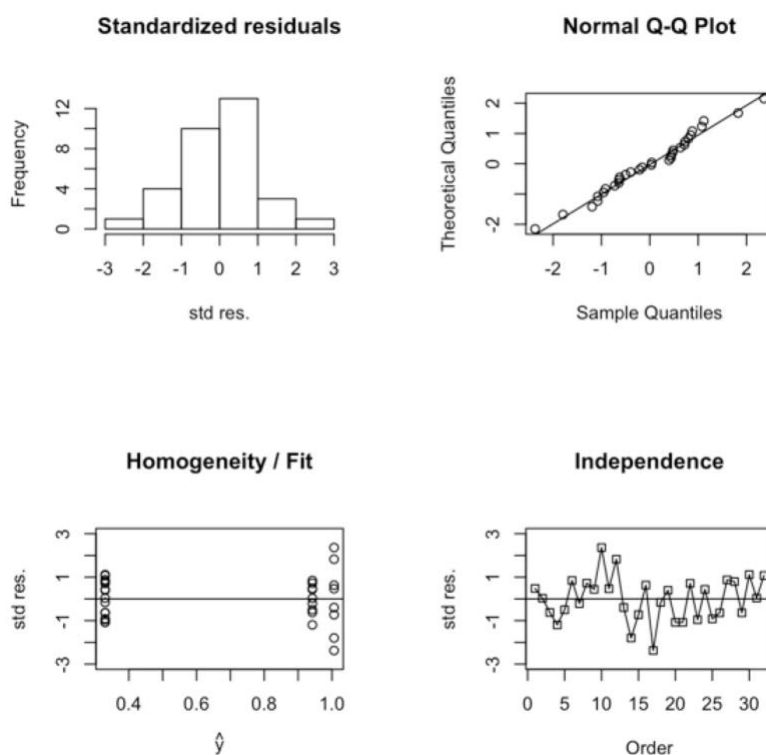 Standardized residuals
Frequency
12
4
0
-3 -2 -1 0 1 2 3
std res.
Normal Q-Q Plot
Theoretical Quantiles
2
0
-2
-2 -1 0 1 2
Sample Quantiles
Homogeneity / Fit
std res.
3
1
-1
-3
0.4 0.6 0.8 1.0
ŷ
Independence
std res.
3
1
-1
-3
0 5 10 15 20 25 30
Order